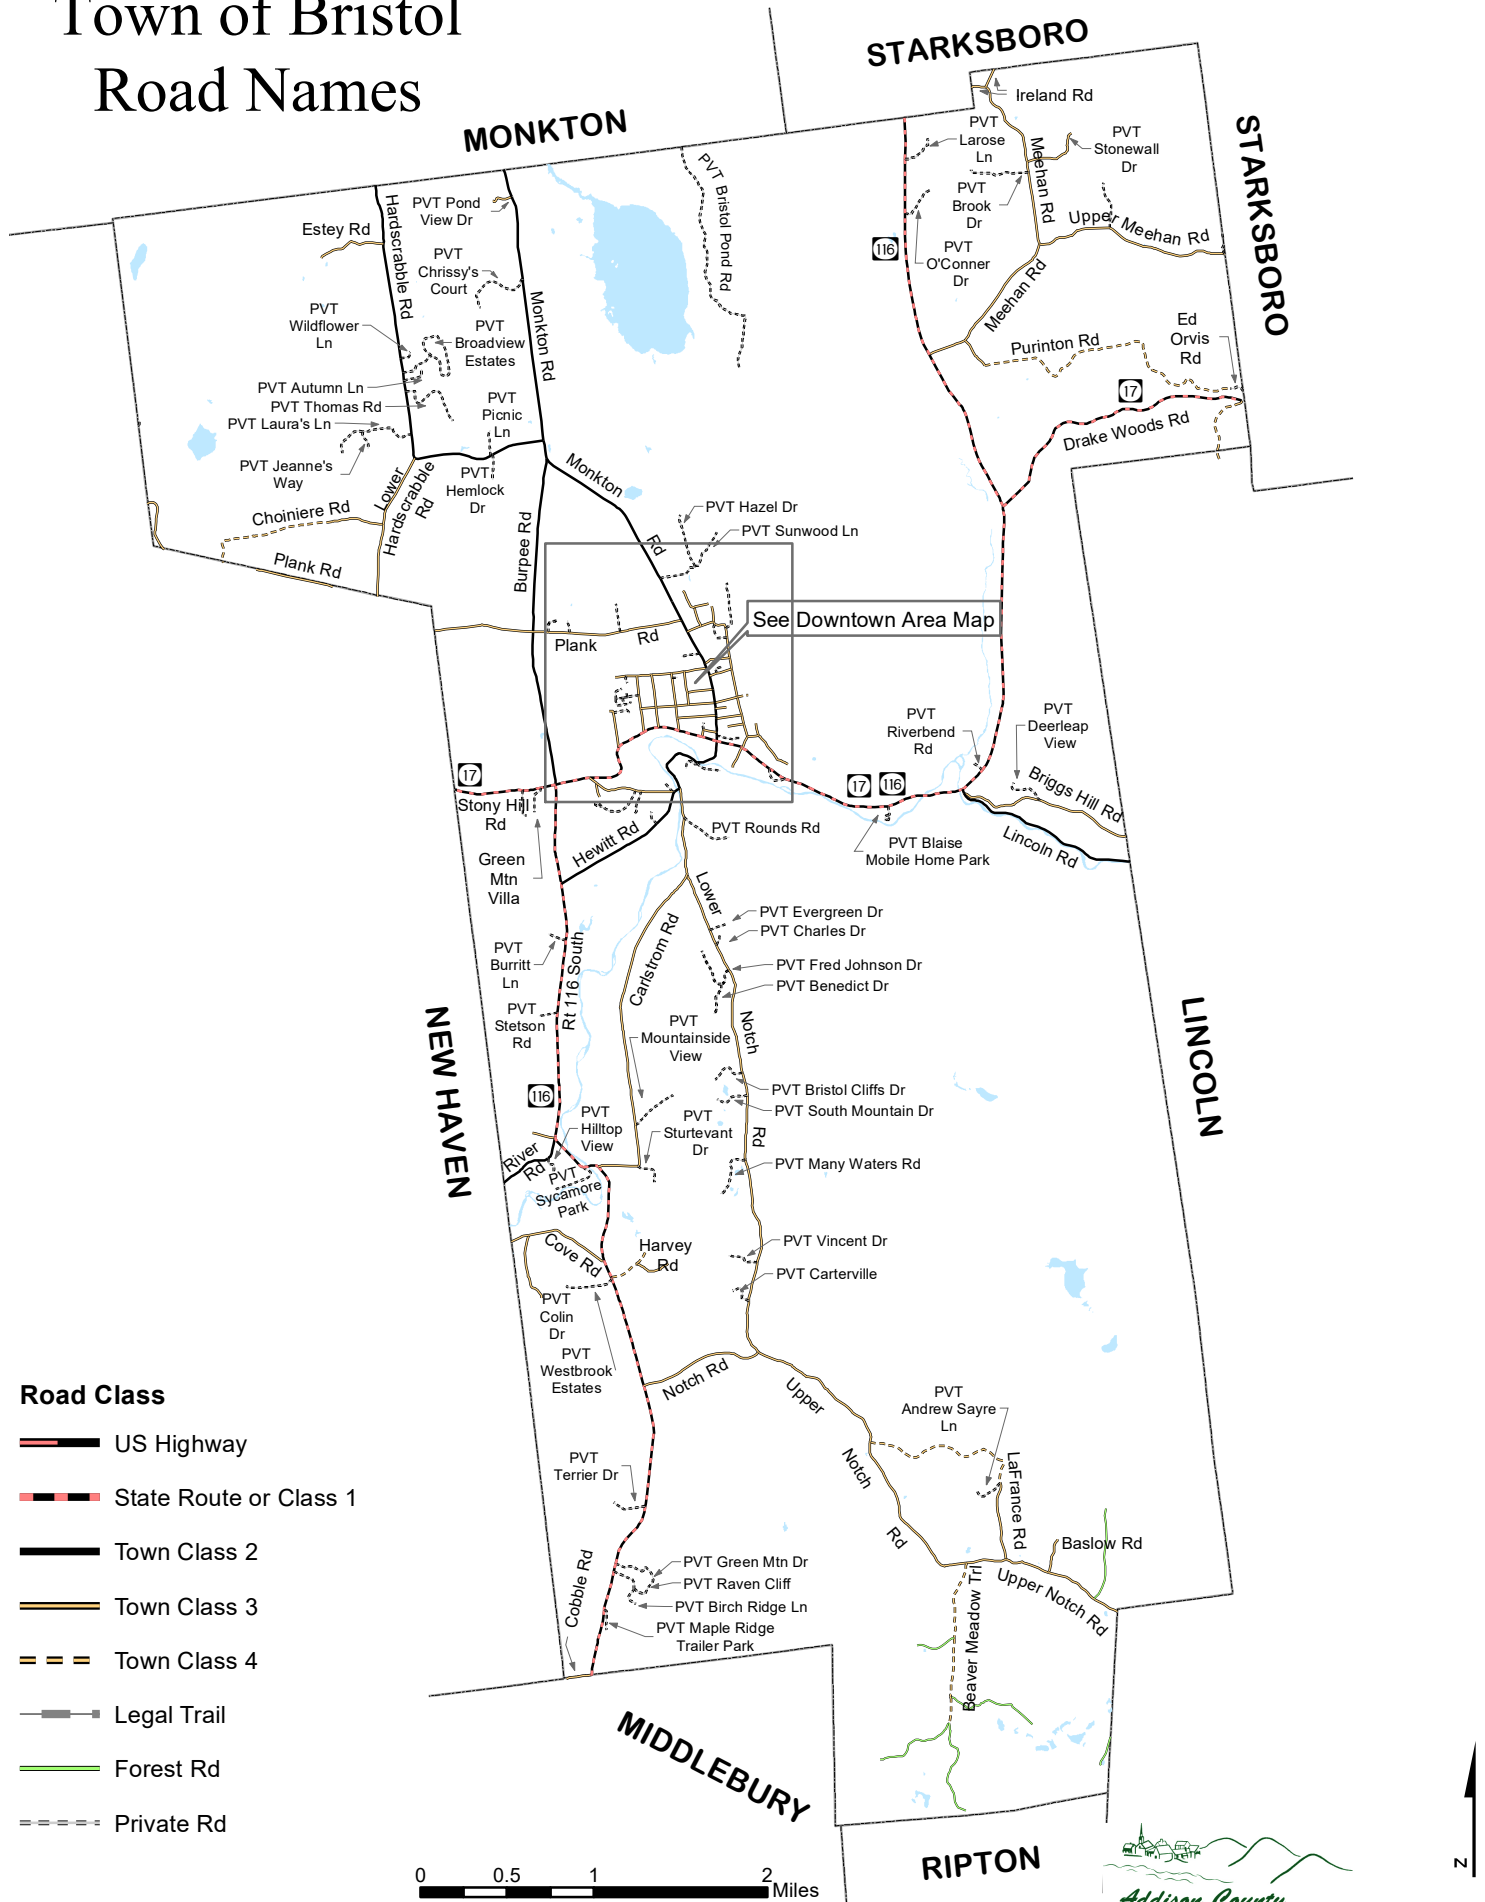 Town of Bristol
Road Names
STARKSBORO
MONKTON
STARKSBORO
Ireland Rd
PVT
Larose
Ln
PVT
Stonewall
Dr
Meehan Rd
PVT
Brook
Dr
Upper Meehan Rd
PVT
O'Conner
Dr
116
Meehan Rd
Purinton Rd
Ed
Orvis
Rd
17
Drake Woods Rd
PVT Bristol Pond Rd
PVT Pond
View Dr
Estey Rd
Hardscrabble Rd
PVT
Chrissy's
Court
PVT
Wildflower
Ln
PVT
Broadview
Estates
Monkton Rd
PVT Autumn Ln
PVT Thomas Rd
PVT Laura's Ln
PVT
Picnic
Ln
PVT Jeanne's
Way
PVT
Hemlock
Dr
Lower
Hardscrabble
Rd
Choiniere Rd
Plank Rd
Burpee Rd
Monkton
Rd
PVT Hazel Dr
PVT Sunwood Ln
See Downtown Area Map
Plank
Rd
PVT
Riverbend
Rd
PVT
Deerleap
View
Briggs Hill Rd
Lincoln Rd
17
116
PVT Blaise
Mobile Home Park
17
Stony Hill
Rd
Green
Mtn
Villa
Hewitt Rd
PVT Rounds Rd
Lower
PVT Evergreen Dr
PVT Charles Dr
Carlstrom Rd
PVT Fred Johnson Dr
PVT Benedict Dr
PVT
Burritt
Ln
Rt 116 South
PVT
Stetson
Rd
PVT
Mountainside
View
Notch
NEW HAVEN
LINCOLN
116
PVT Bristol Cliffs Dr
PVT South Mountain Dr
PVT
Hilltop
View
PVT
Sturtevant
Dr
Rd
PVT Many Waters Rd
River
Rd
PVT
Sycamore
Park
PVT Vincent Dr
Harvey
Rd
Cove Rd
PVT Carterville
PVT
Colin
Dr
PVT
Westbrook
Estates
Notch Rd
Upper
Notch
Rd
PVT
Andrew Sayre
Ln
LaFrance Rd
PVT
Terrier Dr
Baslow Rd
Upper Notch Rd
Beaver Meadow Trl
Cobble Rd
PVT Green Mtn Dr
PVT Raven Cliff
PVT Birch Ridge Ln
PVT Maple Ridge
Trailer Park
MIDDLEBURY
RIPTON
Road Class
US Highway
State Route or Class 1
Town Class 2
Town Class 3
Town Class 4
Legal Trail
Forest Rd
Private Rd
0 0.5 1 2
Miles
N
Addison County